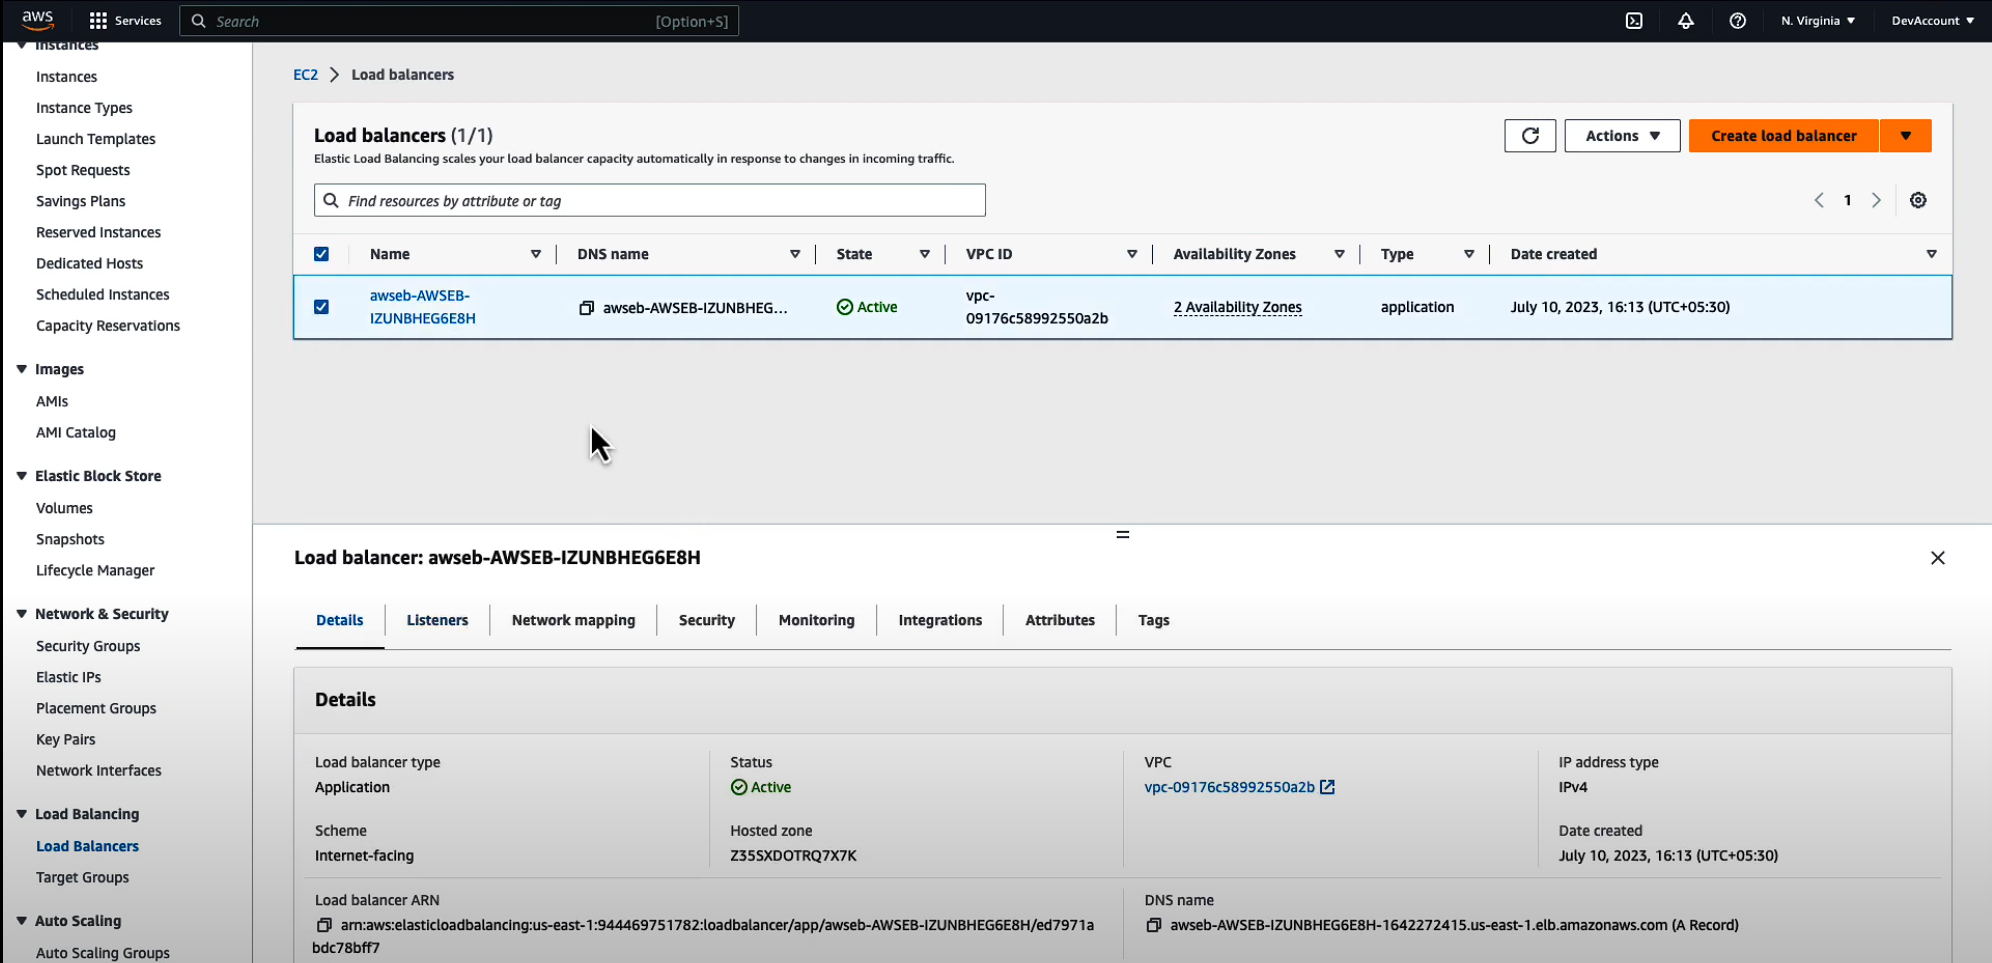 aws
Services
Search
[Option+S]
N. Virginia
DevAccount
Instances
Instances
Instance Types
Launch Templates
Spot Requests
Savings Plans
Reserved Instances
Dedicated Hosts
Scheduled Instances
Capacity Reservations
Images
AMIs
AMI Catalog
Elastic Block Store
Volumes
Snapshots
Lifecycle Manager
Network & Security
Security Groups
Elastic IPs
Placement Groups
Key Pairs
Network Interfaces
Load Balancing
Load Balancers
Target Groups
Auto Scaling
Auto Scaling Groups
EC2 > Load balancers
Load balancers (1/1)
Elastic Load Balancing scales your load balancer capacity automatically in response to changes in incoming traffic.
Actions
Create load balancer
Find resources by attribute or tag
1
Name
DNS name
State
VPC ID
Availability Zones
Type
Date created
awseb-AWSEB-
IZUNBHEG6E8H
awseb-AWSEB-IZUNBHEG...
Active
vpc-
09176c58992550a2b
2 Availability Zones
application
July 10, 2023, 16:13 (UTC+05:30)
Load balancer: awseb-AWSEB-IZUNBHEG6E8H
Details
Listeners
Network mapping
Security
Monitoring
Integrations
Attributes
Tags
Details
Load balancer type
Application
Status
Active
VPC
vpc-09176c58992550a2b
IP address type
IPv4
Scheme
Internet-facing
Hosted zone
Z35SXDOTRQ7X7K
Date created
July 10, 2023, 16:13 (UTC+05:30)
Load balancer ARN
arn:aws:elasticloadbalancing:us-east-1:944469751782:loadbalancer/app/awseb-AWSEB-IZUNBHEG6E8H/ed7971a
bdc78bff7
DNS name
awseb-AWSEB-IZUNBHEG6E8H-1642272415.us-east-1.elb.amazonaws.com (A Record)